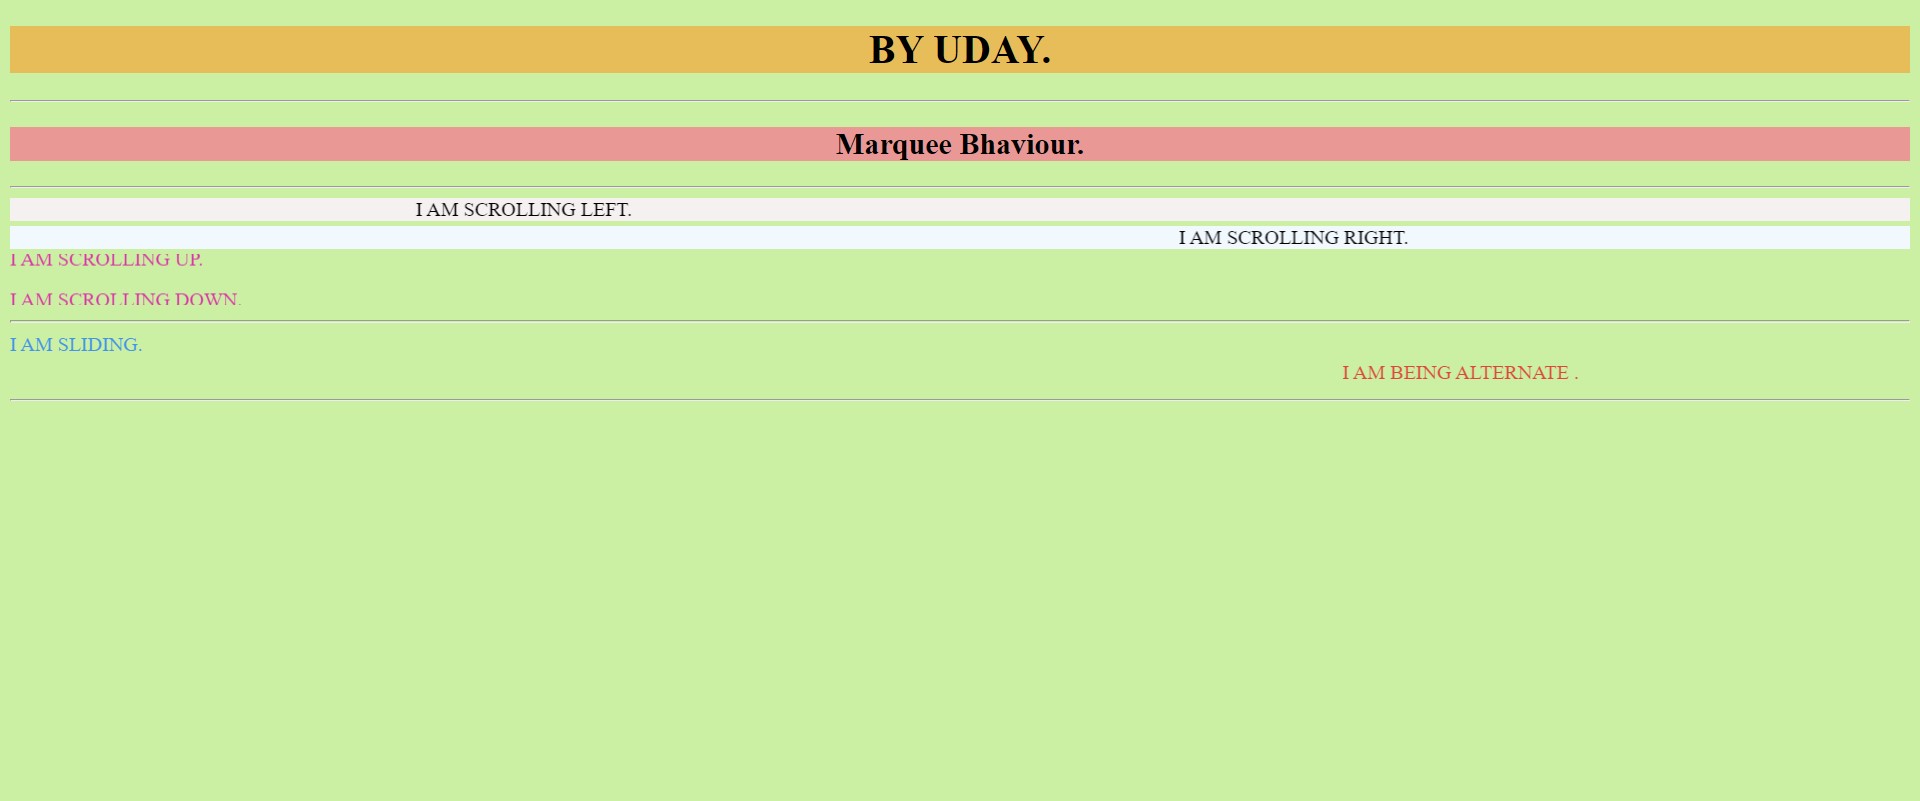 BY UDAY.
Marquee Bhaviour.
I AM SCROLLING LEFT.
I AM SCROLLING RIGHT.
I AM SCROLLING UP.
I AM SCROLLING DOWN.
I AM SLIDING.
I AM BEING ALTERNATE .